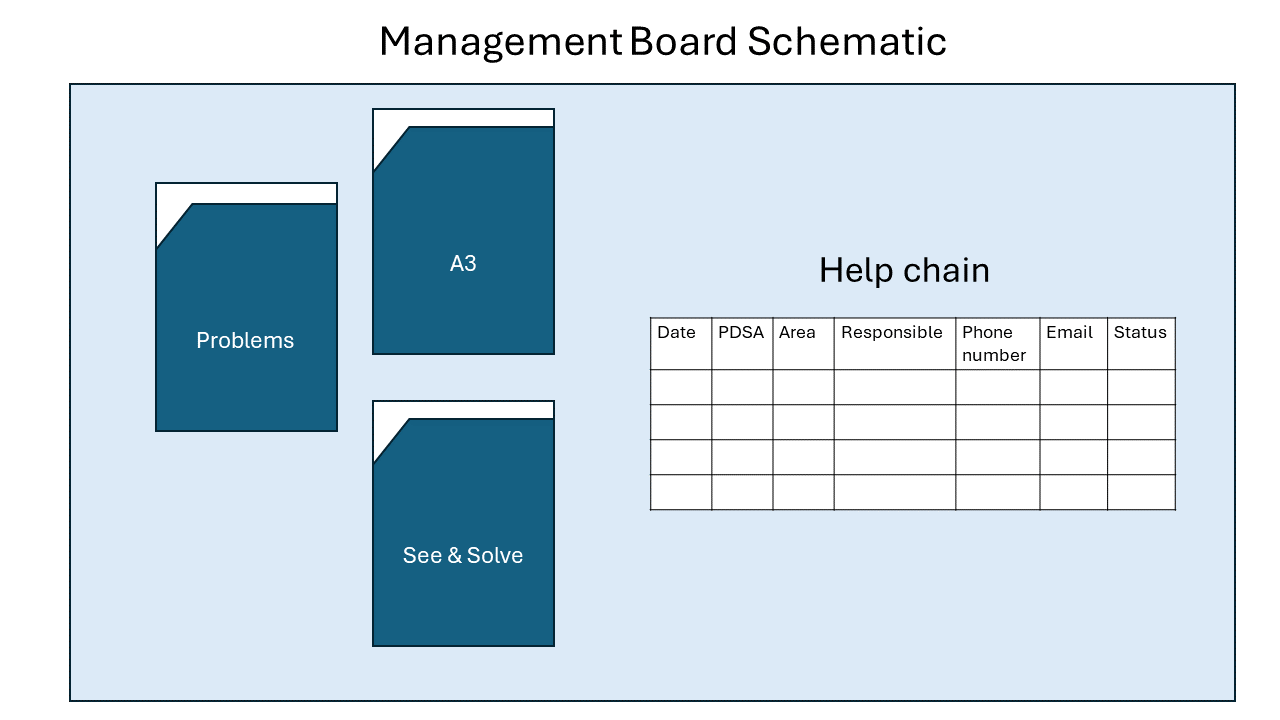 Management Board Schematic
A3
Problems
See & Solve
Help chain
Date PDSA Area Responsible Phone number Email Status